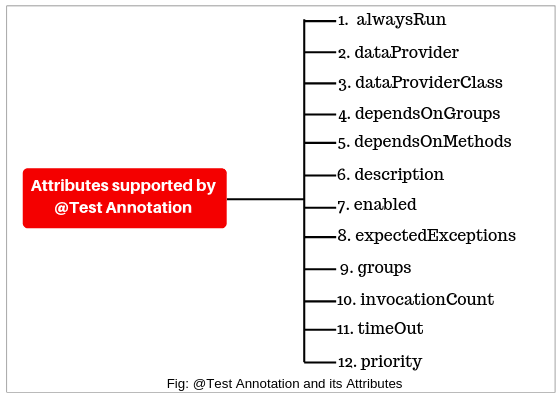 Attributes supported by
@Test Annotation
1. alwaysRun
2. dataProvider
3. dataProviderClass
4. dependsOnGroups
5. dependsOnMethods
6. description
7. enabled
8. expectedExceptions
9. groups
10. invocationCount
11. timeOut
12. priority
Fig: @Test Annotation and its Attributes